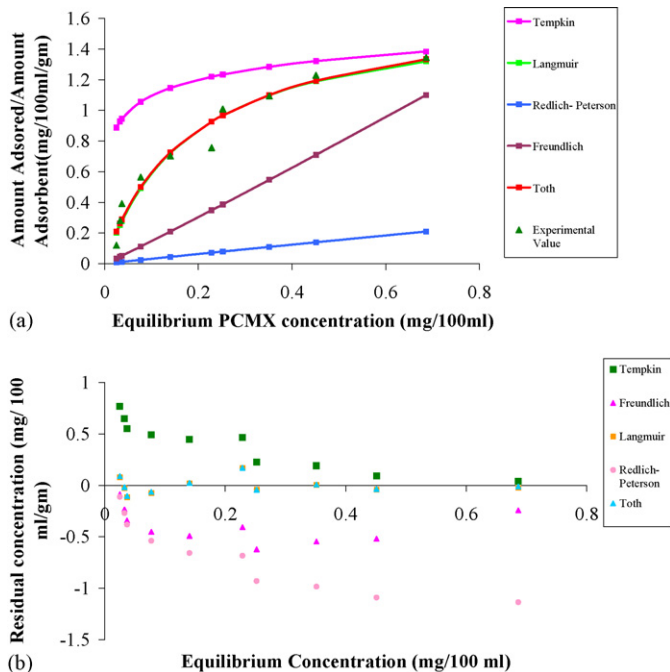 1.6
1.4
1.2
1
0.8
0.6
0.4
0.2
0
0 0.2 0.4 0.6 0.8
Amount Adsored/Amount
Adsorbent(mg/100ml/gm)
Equilibrium PCMX concentration (mg/100ml)
(a)
Tempkin
Langmuir
Redlich- Peterson
Freundlich
Toth
Experimental
Value
1
0.5
0
-0.5
-1
-1.5
0.2 0.4 0.6 0.8
Residual concentration (mg/ 100
ml/gm)
Equilibrium Concentration (mg/100 ml)
(b)
Tempkin
Freundlich
Langmuir
Redlich-
Peterson
Toth